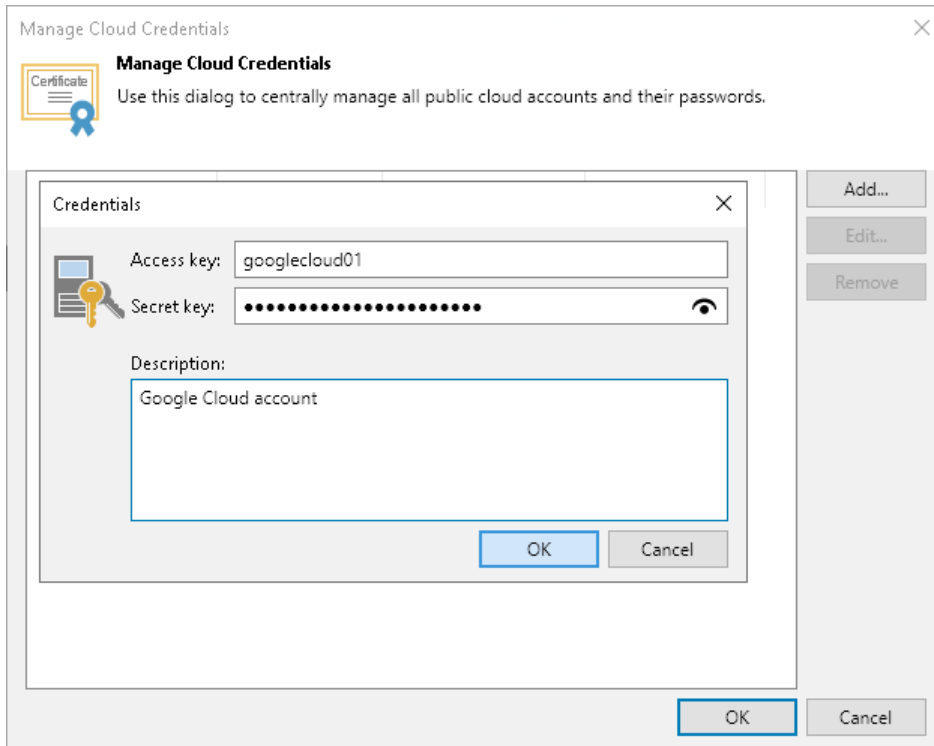 Manage Cloud Credentials
Manage Cloud Credentials
Certificate
Use this dialog to centrally manage all public cloud accounts and their passwords.
Add...
Edit...
Remove
Credentials
Access key: googlecloud01
Secret key: ●●●●●●●●●●●●●●●●●●●●●●
Description:
Google Cloud account
OK Cancel
OK Cancel